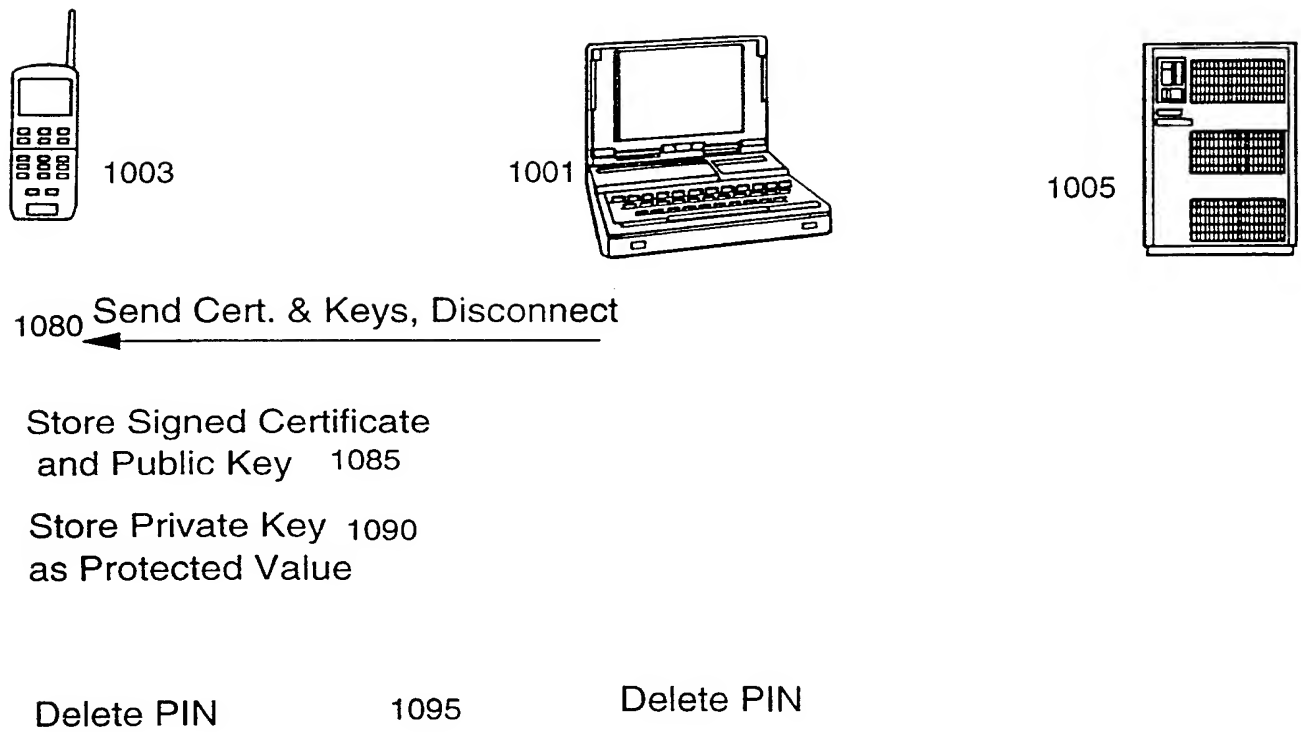 1003
1001
1005
1080 Send Cert. & Keys, Disconnect
Store Signed Certificate
and Public Key 1085
Store Private Key 1090
as Protected Value
Delete PIN 1095 Delete PIN